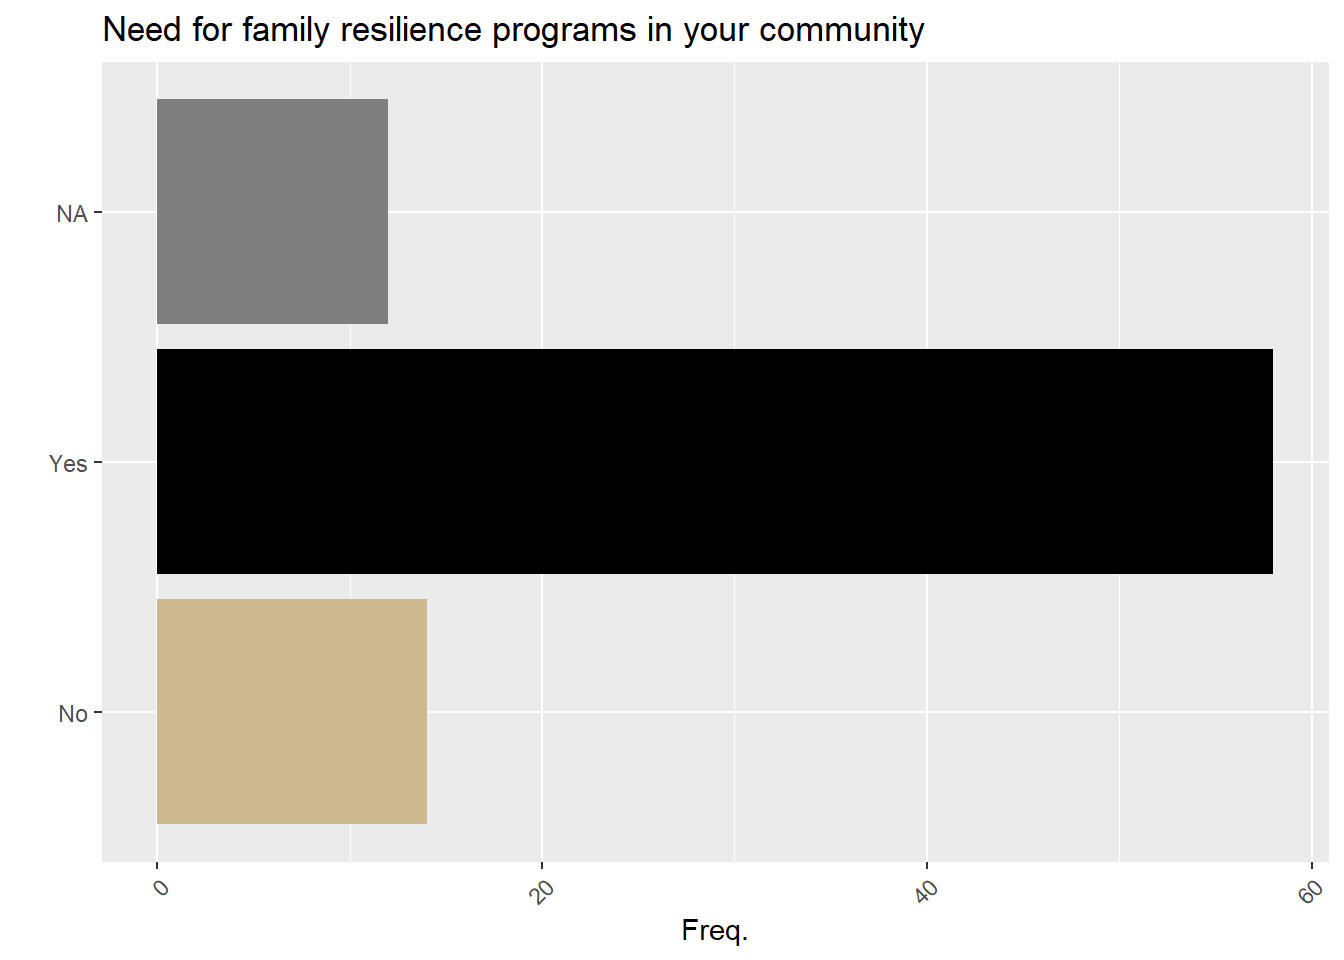 Need for family resilience programs in your community
NA
Yes
No
0
20
40
60
Freq.